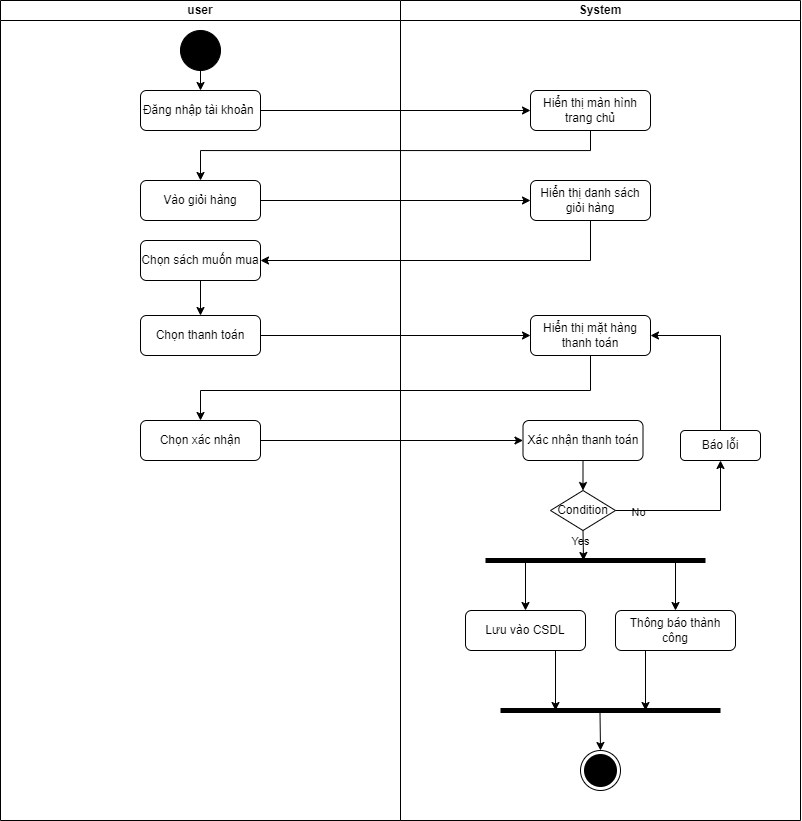 user
System
Đăng nhập tài khoản
Hiển thị màn hình
trang chủ
Vào giỏi hàng
Hiển thị danh sách
giỏi hàng
Chọn sách muốn mua
Chọn thanh toán
Hiển thị mặt hàng
thanh toán
Chọn xác nhận
Xác nhận thanh toán
Báo lỗi
Condition
No
Yes
Lưu vào CSDL
Thông báo thành
công